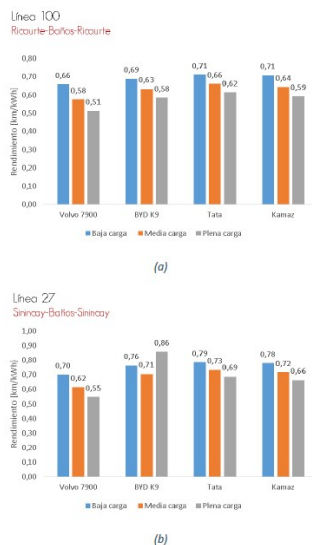 Línea 100
Ricaurte-Baños-Ricaurte
Rendimiento [km/kWh]
0,80
0,70
0,60
0,50
0,40
0,30
0,20
0,10
0,00
0,66 0,58 0,51 0,69 0,63 0,58 0,71 0,66 0,62 0,71 0,64 0,59
Volvo 7900 BYD K9 Tata Kamaz
Baja carga Media carga Plena carga
(a)
Línea 27
Sinincay-Baños-Sinincay
Rendimiento [km/kWh]
1,00
0,90
0,80
0,70
0,60
0,50
0,40
0,30
0,20
0,10
0,00
0,70 0,62 0,55 0,76 0,71 0,86 0,79 0,73 0,69 0,78 0,72 0,66
Volvo 7900 BYD K9 Tata Kamaz
Baja carga Media carga Plena carga
(b)